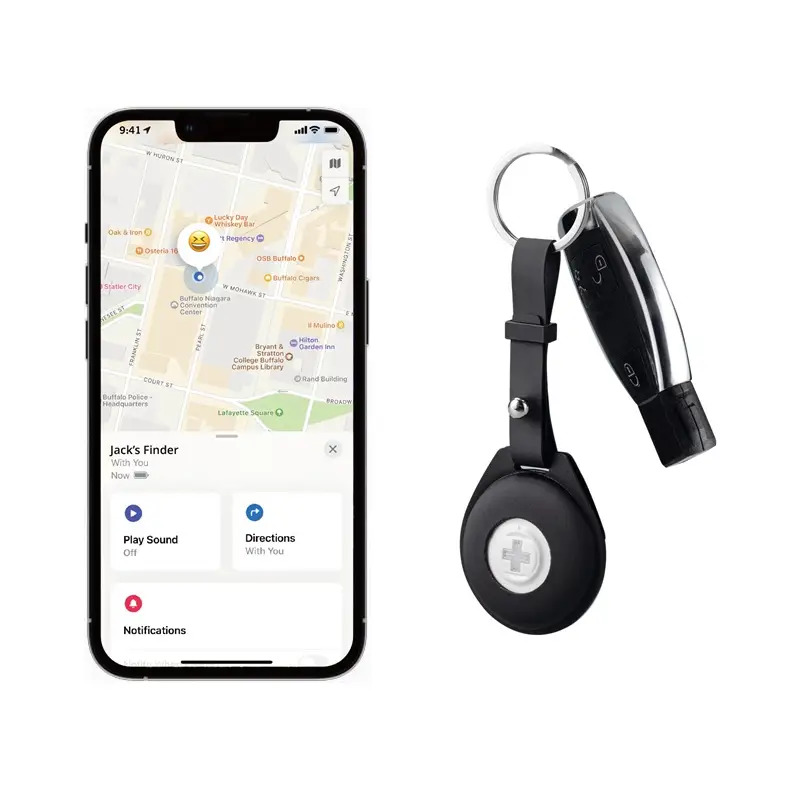 9:41
W HURON ST
Lucky Day
Whiskey Bar
Oak & Iron
t Regency
Osteria 16
OSB Buffalo
WASHINGTON ST
Statler City
Buffalo Cigars
W MOHAWK ST
Buffalo Niagara
Convention
Center
Il Mulino
Hilton
Garden Inn
FRANKLIN ST
PEARL ST
Bryant &
Stratton
College Buffalo
Campus Library
COURT ST
Rand Building
Buffalo Police -
Headquarters
BROADW
Lafayette Square
Jack's Finder
With You
Now
Play Sound
Off
Directions
With You
Notifications